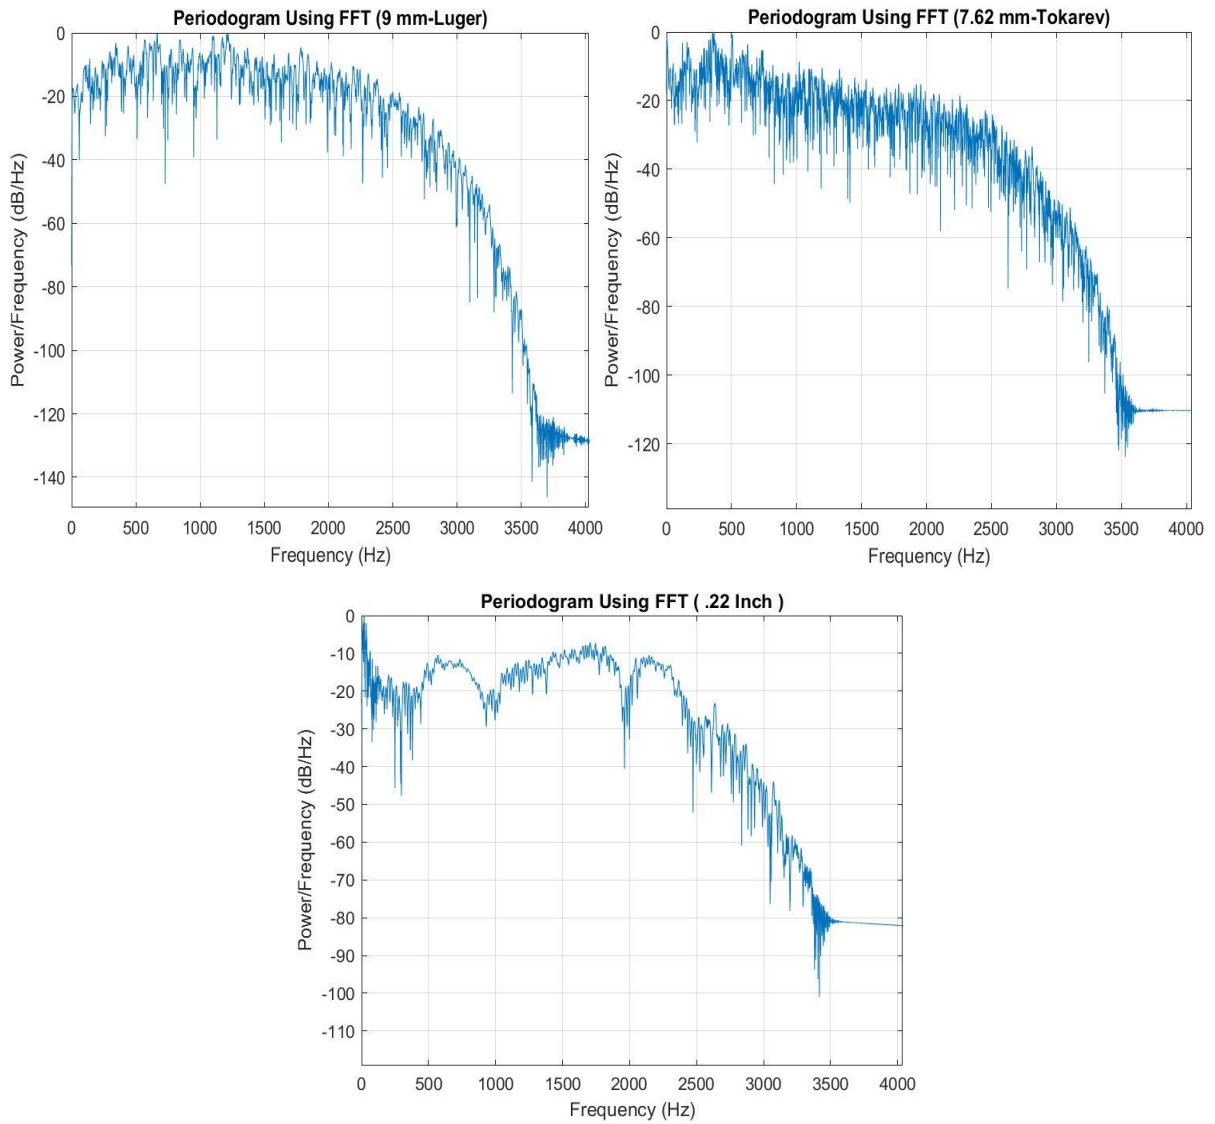 Periodogram Using FFT (9 mm-Luger)
0
-20
-40
-60
-80
-100
-120
-140
Power/Frequency (dB/Hz)
0 500 1000 1500 2000 2500 3000 3500 4000
Frequency (Hz)
Periodogram Using FFT (7.62 mm-Tokarev)
0
-20
-40
-60
-80
-100
-120
Power/Frequency (dB/Hz)
0 500 1000 1500 2000 2500 3000 3500 4000
Frequency (Hz)
Periodogram Using FFT ( .22 Inch )
0
-10
-20
-30
-40
-50
-60
-70
-80
-90
-100
-110
Power/Frequency (dB/Hz)
0 500 1000 1500 2000 2500 3000 3500 4000
Frequency (Hz)